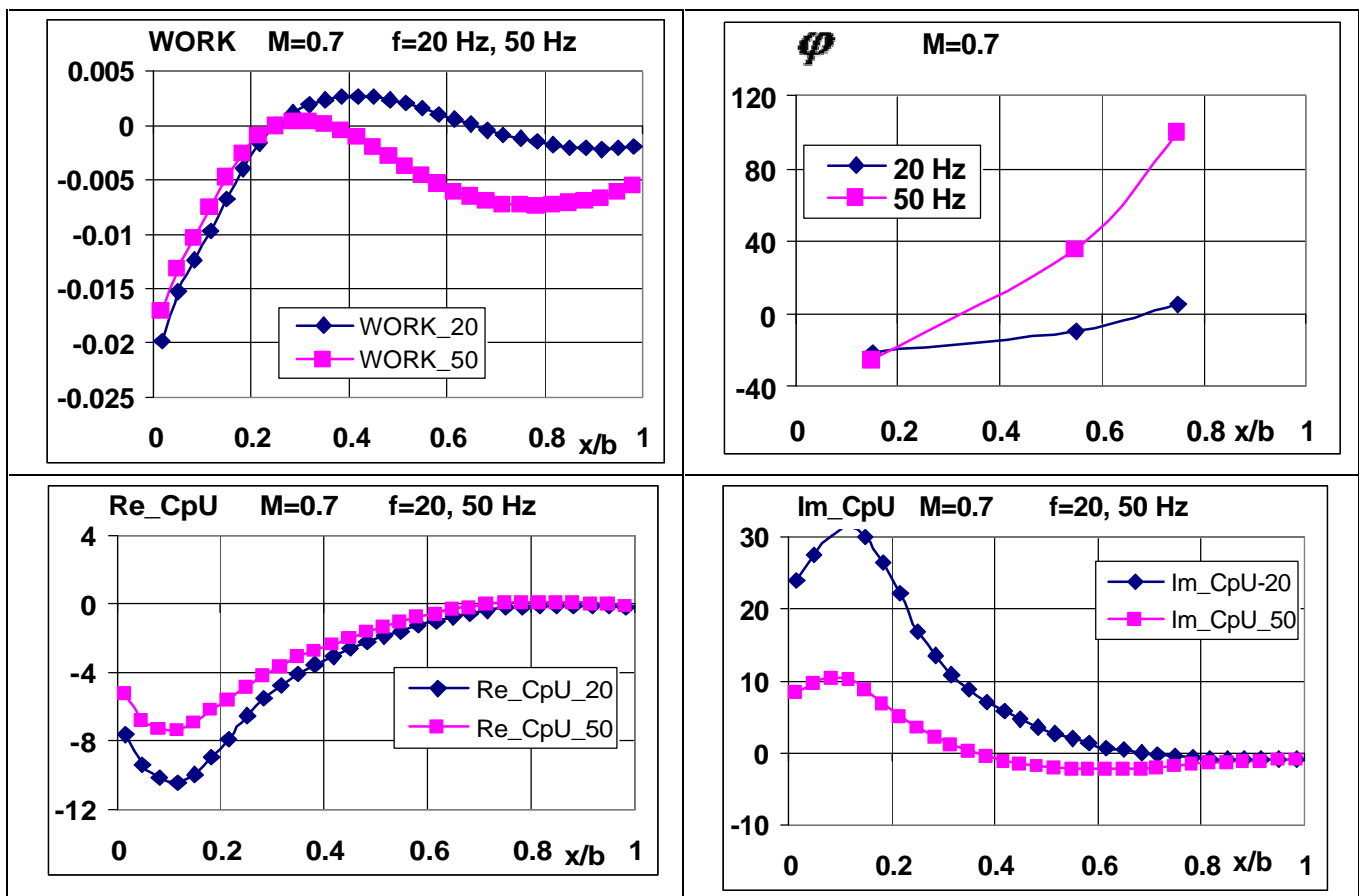 WORK M=0.7 f=20 Hz, 50 Hz
0.005
0
-0.005
-0.01
-0.015
-0.02
-0.025
WORK_20
WORK_50
0 0.2 0.4 0.6 0.8 1
x/b
φ M=0.7
120
80
40
0
-40
20 Hz
50 Hz
0 0.2 0.4 0.6 0.8 1
x/b
Re_CpU M=0.7 f=20, 50 Hz
4
0
-4
-8
-12
Re_CpU_20
Re_CpU_50
0 0.2 0.4 0.6 0.8 1
x/b
Im_CpU M=0.7 f=20, 50 Hz
30
20
10
0
-10
Im_CpU-20
Im_CpU_50
0 0.2 0.4 0.6 0.8 1
x/b